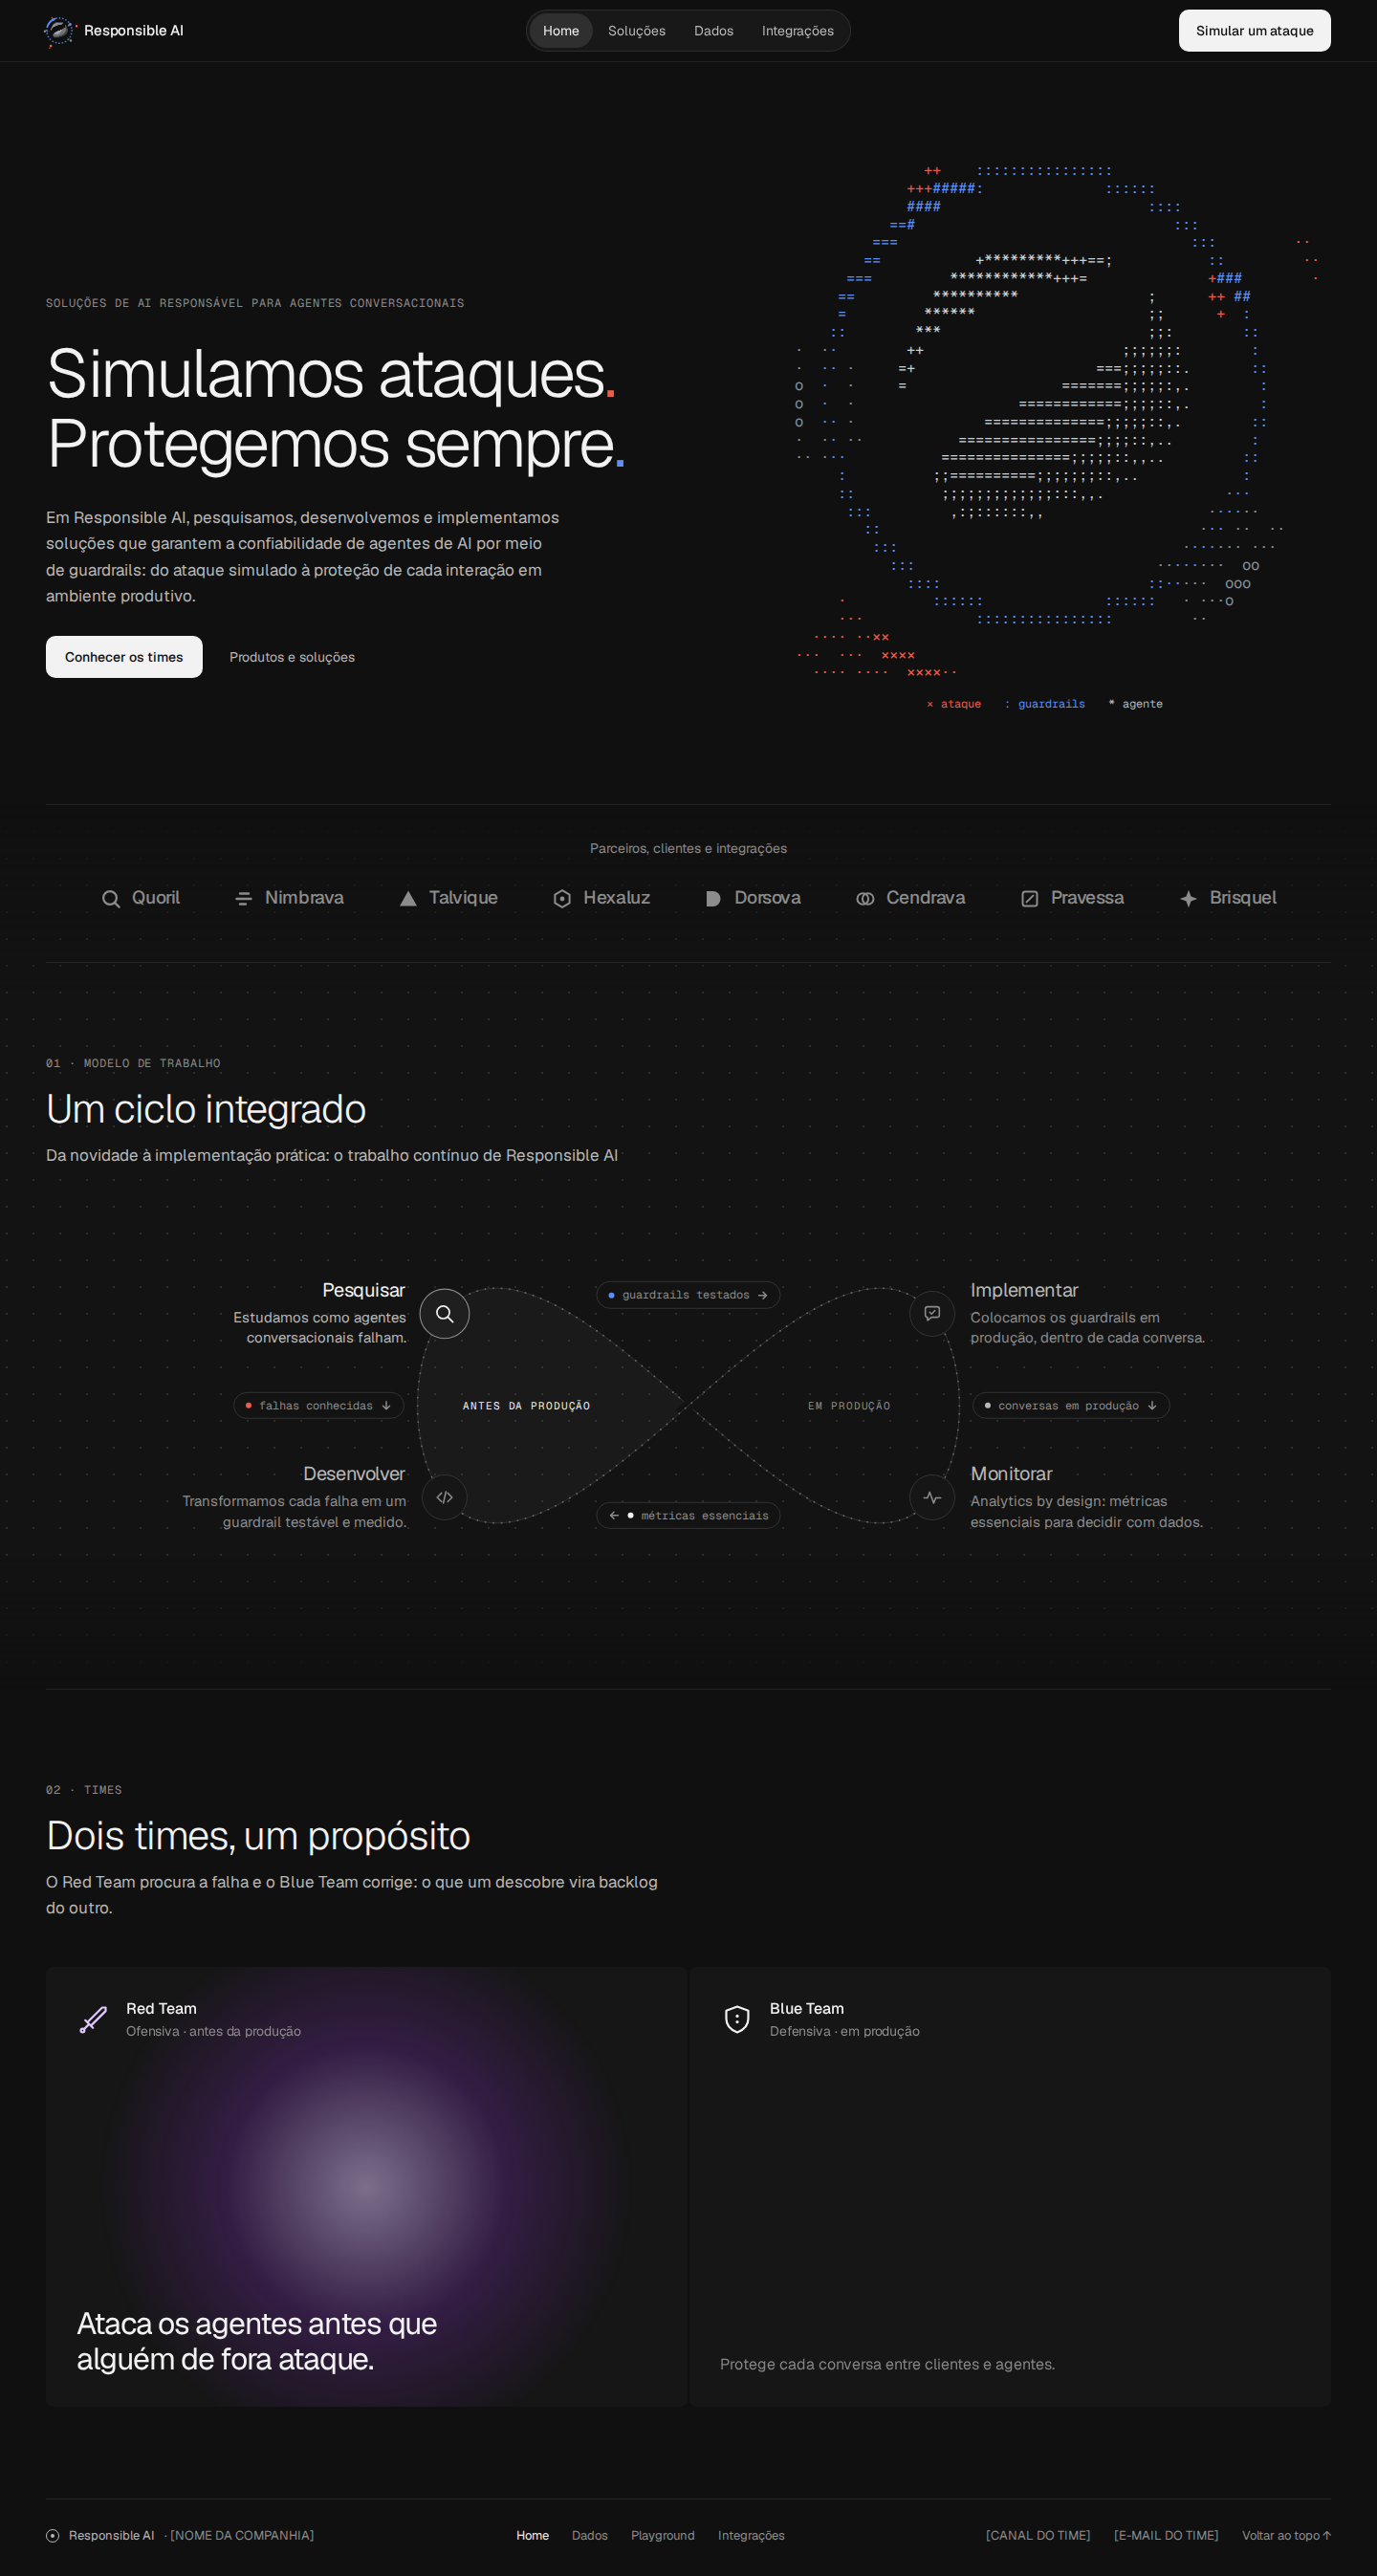 Responsible AI
Home Soluções Dados Integrações
Simular um ataque
SOLUÇÕES DE AI RESPONSÁVEL PARA AGENTES CONVERSACIONAIS
Simulamos ataques.
Protegemos sempre.
Em Responsible AI, pesquisamos, desenvolvemos e implementamos
soluções que garantem a confiabilidade de agentes de AI por meio
de guardrails: do ataque simulado à proteção de cada interação em
ambiente produtivo.
Conhecer os times
Produtos e soluções
× ataque : guardrails * agente
Parceiros, clientes e integrações
Quoril Nimbrava Talvique Hexaluz Dorsova Cendrava Pravessa Brisquel
01 · MODELO DE TRABALHO
Um ciclo integrado
Da novidade à implementação prática: o trabalho contínuo de Responsible AI
Pesquisar
Estudamos como agentes
conversacionais falham.
guardrails testados →
Implementar
Colocamos os guardrails em
produção, dentro de cada conversa.
falhas conhecidas ↓
ANTES DA PRODUÇÃO
EM PRODUÇÃO
conversas em produção ↓
Desenvolver
Transformamos cada falha em um
guardrail testável e medido.
← métricas essenciais
Monitorar
Analytics by design: métricas
essenciais para decidir com dados.
02 · TIMES
Dois times, um propósito
O Red Team procura a falha e o Blue Team corrige: o que um descobre vira backlog
do outro.
Red Team
Ofensiva · antes da produção
Ataca os agentes antes que
alguém de fora ataque.
Blue Team
Defensiva · em produção
Protege cada conversa entre clientes e agentes.
Responsible AI · [NOME DA COMPANHIA]
Home Dados Playground Integrações
[CANAL DO TIME] [E-MAIL DO TIME] Voltar ao topo ↑